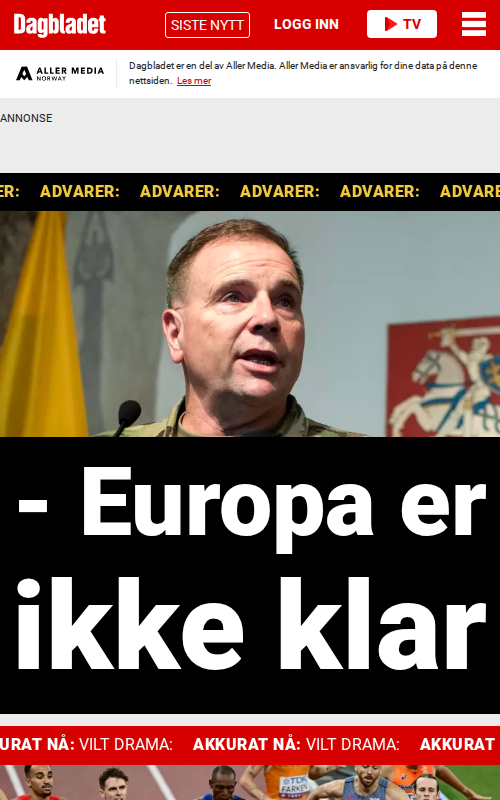 Dagbladet SISTE NYTT LOGG INN TV
ALLER MEDIA
NORWAY
Dagbladet er en del av Aller Media. Aller Media er ansvarlig for dine data på denne
nettsiden. Les mer
ANNONSE
ER: ADVARER: ADVARER: ADVARER: ADVARER: ADVARE
- Europa er
ikke klar
KURAT NÅ: VILT DRAMA: AKKURAT NÅ: VILT DRAMA: AKKURAT
TDK